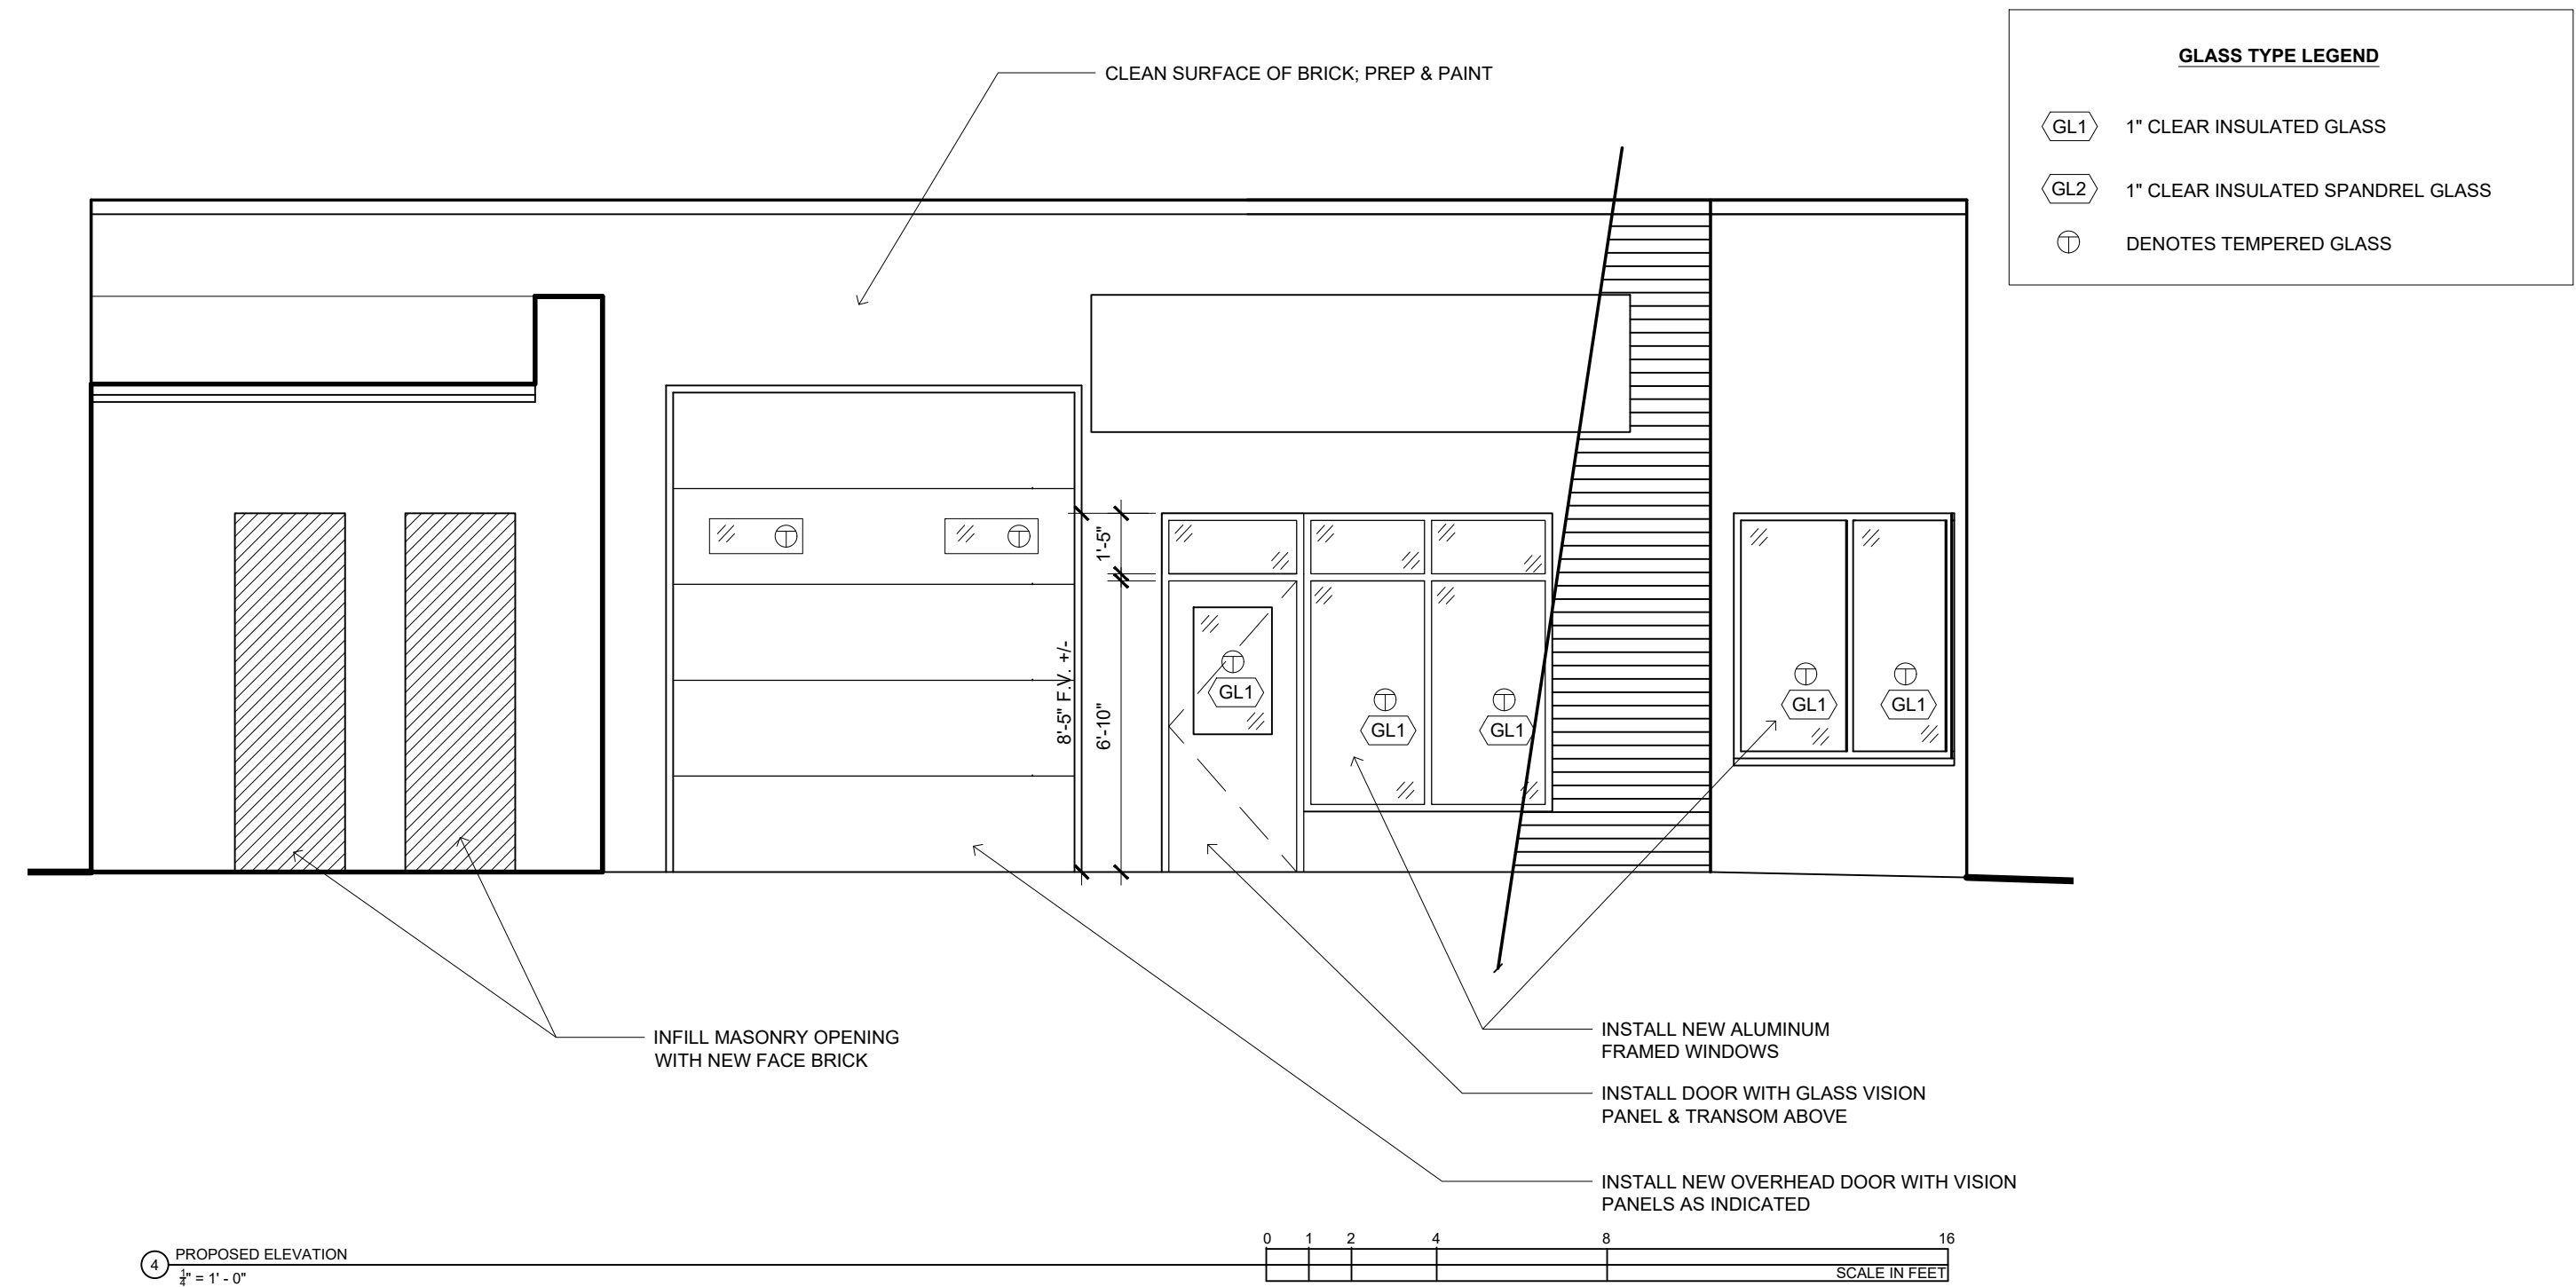 GLASS TYPE LEGEND
GL1 1" CLEAR INSULATED GLASS
GL2 1" CLEAR INSULATED SPANDREL GLASS
T DENOTES TEMPERED GLASS
CLEAN SURFACE OF BRICK; PREP & PAINT
T
T
1'-5"
8'-5" F.V. +/-
6'-10"
T
GL1
T
GL1
T
GL1
T
GL1
T
GL1
INFILL MASONRY OPENING
WITH NEW FACE BRICK
INSTALL NEW ALUMINUM
FRAMED WINDOWS
INSTALL DOOR WITH GLASS VISION
PANEL & TRANSOM ABOVE
INSTALL NEW OVERHEAD DOOR WITH VISION
PANELS AS INDICATED
4 PROPOSED ELEVATION
1/4" = 1' - 0"
0 1 2 4 8 16
SCALE IN FEET